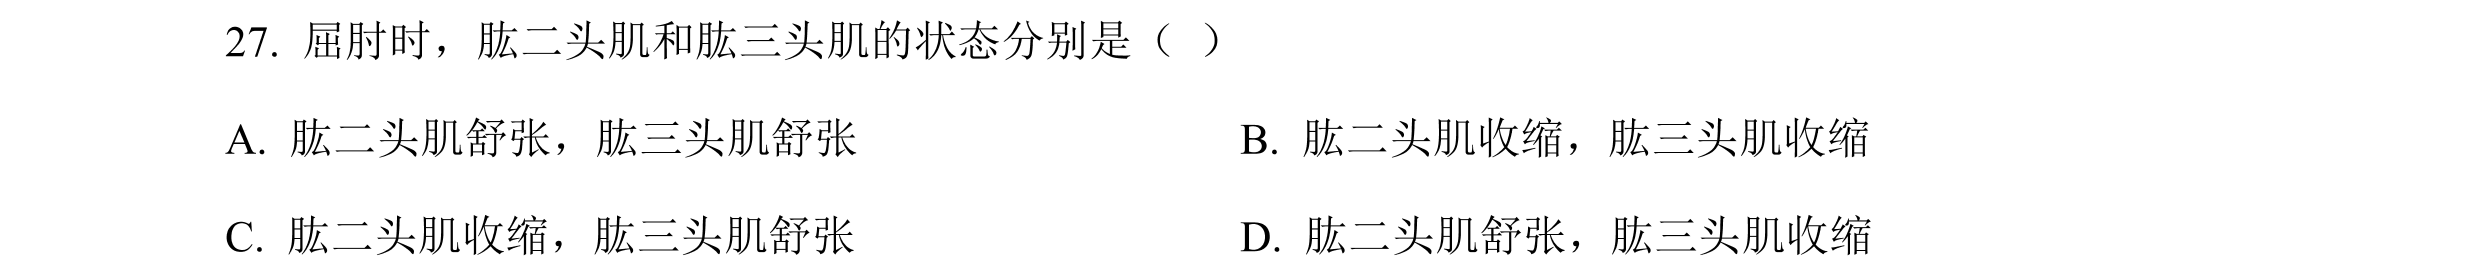 27. 屈肘时，肱二头肌和肱三头肌的状态分别是（ ）
A. 肱二头肌舒张，肱三头肌舒张 B. 肱二头肌收缩，肱三头肌收缩
C. 肱二头肌收缩，肱三头肌舒张 D. 肱二头肌舒张，肱三头肌收缩